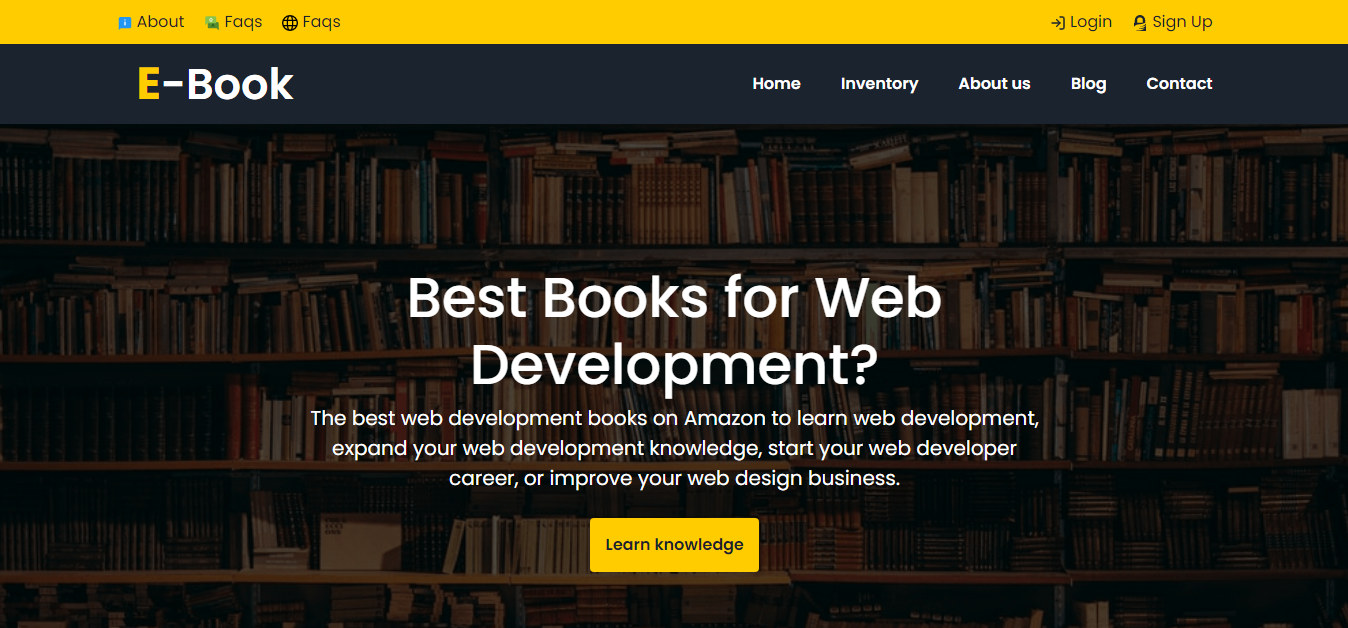 About Faqs Faqs Login Sign Up
E-Book Home Inventory About us Blog Contact
Best Books for Web
Development?
The best web development books on Amazon to learn web development,
expand your web development knowledge, start your web developer
career, or improve your web design business.
Learn knowledge